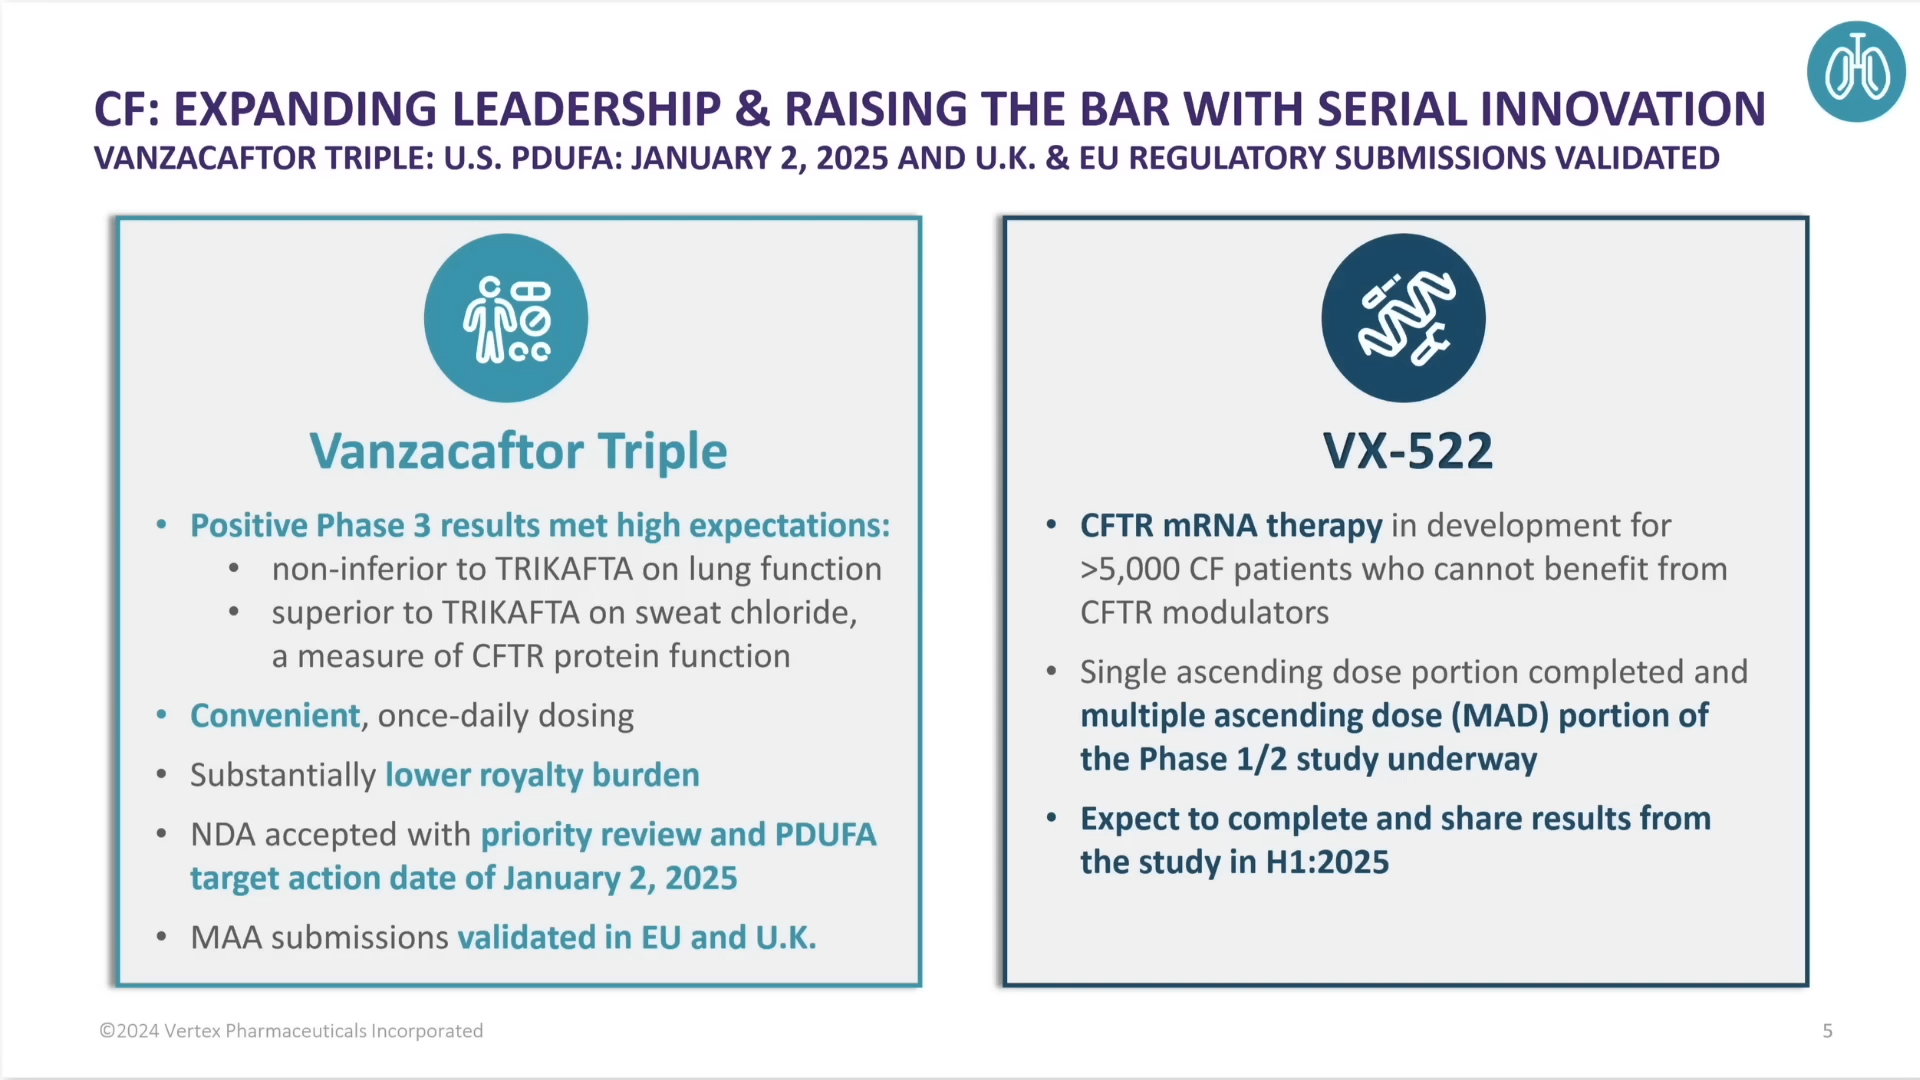 CF: EXPANDING LEADERSHIP & RAISING THE BAR WITH SERIAL INNOVATION
VANZACAFTOR TRIPLE: U.S. PDUFA: JANUARY 2, 2025 AND U.K. & EU REGULATORY SUBMISSIONS VALIDATED
Vanzacaftor Triple
• Positive Phase 3 results met high expectations:
• non-inferior to TRIKAFTA on lung function
• superior to TRIKAFTA on sweat chloride,
a measure of CFTR protein function
• Convenient, once-daily dosing
• Substantially lower royalty burden
• NDA accepted with priority review and PDUFA
target action date of January 2, 2025
• MAA submissions validated in EU and U.K.
VX-522
• CFTR mRNA therapy in development for
>5,000 CF patients who cannot benefit from
CFTR modulators
• Single ascending dose portion completed and
multiple ascending dose (MAD) portion of
the Phase 1/2 study underway
• Expect to complete and share results from
the study in H1:2025
©2024 Vertex Pharmaceuticals Incorporated
5